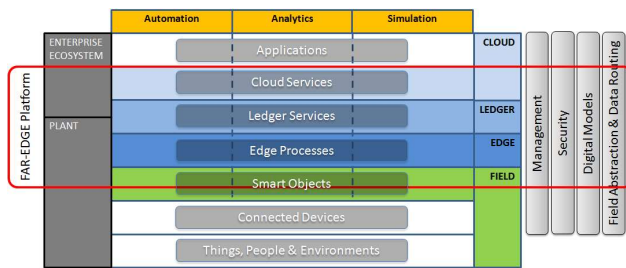 Automation
Analytics
Simulation
ENTERPRISE
ECOSYSTEM
PLANT
FAR-EDGE Platform
Applications
Cloud Services
Ledger Services
Edge Processes
Smart Objects
Connected Devices
Things, People & Environments
CLOUD
LEDGER
EDGE
FIELD
Management
Security
Digital Models
Field Abstraction & Data Routing